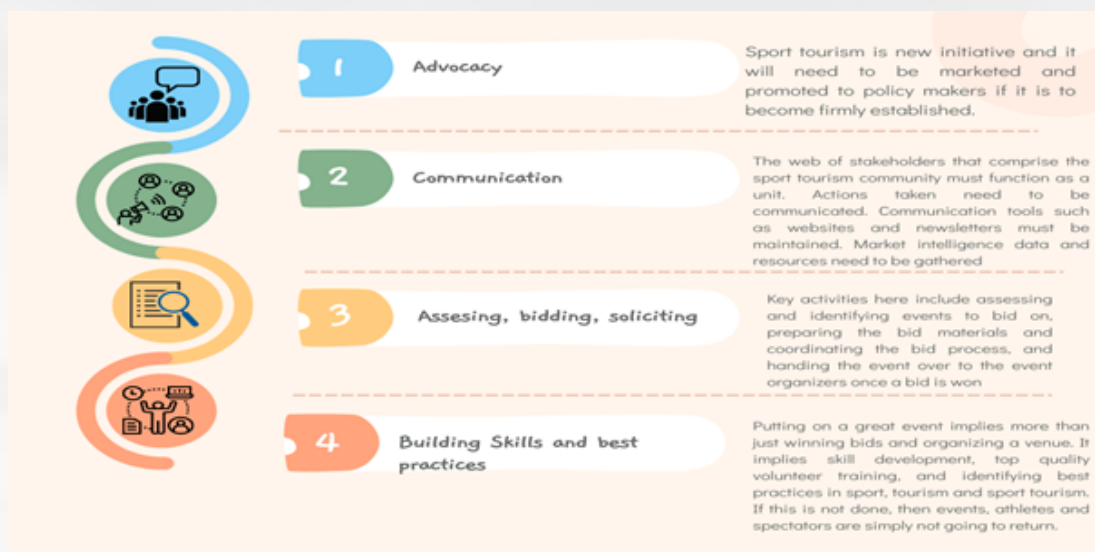 1
Advocacy
Sport tourism is new initiative and it
will need to be marketed and
promoted to policy makers if it is to
become firmly established.
2
Communication
The web of stakeholders that comprise the
sport tourism community must function as a
unit. Actions taken need to be
communicated. Communication tools such
as websites and newsletters must be
maintained. Market intelligence data and
resources need to be gathered
3
Assesing, bidding, soliciting
Key activities here include assessing
and identifying events to bid on,
preparing the bid materials and
coordinating the bid process, and
handing the event over to the event
organizers once a bid is won
4
Building Skills and best
practices
Putting on a great event implies more than
just winning bids and organizing a venue. It
implies skill development, top quality
volunteer training, and identifying best
practices in sport, tourism and sport tourism.
If this is not done, then events, athletes and
spectators are simply not going to return.